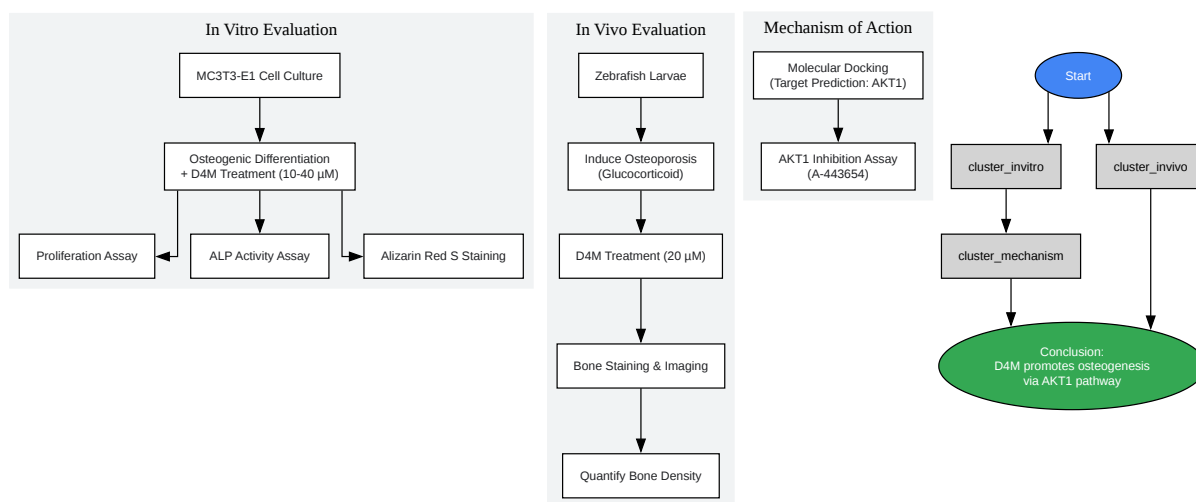 In Vitro Evaluation
MC3T3-E1 Cell Culture
Osteogenic Differentiation
+ D4M Treatment (10-40 µM)
Proliferation Assay
ALP Activity Assay
Alizarin Red S Staining
In Vivo Evaluation
Zebrafish Larvae
Induce Osteoporosis
(Glucocorticoid)
D4M Treatment (20 µM)
Bone Staining & Imaging
Quantify Bone Density
Mechanism of Action
Molecular Docking
(Target Prediction: AKT1)
AKT1 Inhibition Assay
(A-443654)
Start
cluster_invitro
cluster_invivo
cluster_mechanism
Conclusion:
D4M promotes osteogenesis
via AKT1 pathway